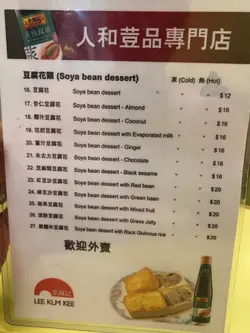 人和荳品專門店
豆腐花類 (Soya bean dessert) 凍 (Cold) 熱 (Hot)
16. 豆腐花 Soya bean dessert " " $12
17. 杏仁豆腐花 Soya bean dessert - Almond " " $16
18. 椰汁豆腐花 Soya bean dessert - Coconut " " $16
19. 花奶豆腐花 Soya bean dessert with Evaporated milk " " $16
20. 薑汁豆腐花 Soya bean dessert - Ginger " " $16
21. 朱古力豆腐花 Soya bean dessert - Chocolate " " $16
22. 芝麻糊豆腐花 Soya bean dessert - Black sesame " " $16
23. 紅豆沙豆腐花 Soya bean dessert with Red bean " " $20
24. 綠豆沙豆腐花 Soya bean dessert with Green bean " " $20
25. 雜果豆腐花 Soya bean dessert with Mixed fruit " " $20
26. 涼粉豆腐花 Soya bean dessert with Grass Jelly " " $20
27. 黑糯米豆腐花 Soya bean dessert with Black Glutinous rice " " $20
歡迎外賣
李錦記
LEE KUM KEE